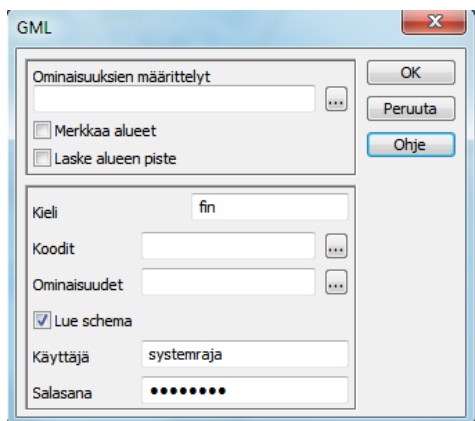 GML
Ominaisuuksien määrittelyt
...
OK
Peruuta
Merkkaa alueet
Ohje
Laske alueen piste
Kieli fin
Koodit ...
Ominaisuudet ...
Lue schema
Käyttäjä systemraja
Salasana ••••••••